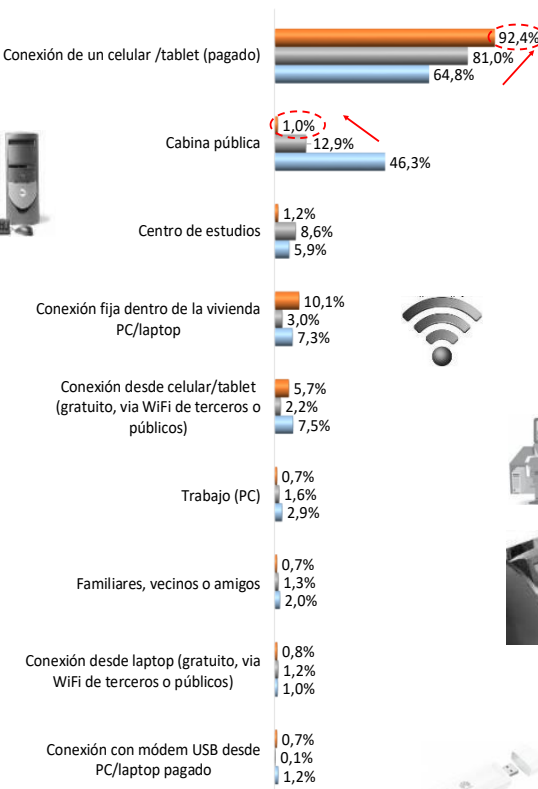 Conexión de un celular /tablet (pagado)
92,4%
81,0%
64,8%
Cabina pública
1,0%
12,9%
46,3%
Centro de estudios
1,2%
8,6%
5,9%
Conexión fija dentro de la vivienda
PC/laptop
10,1%
3,0%
7,3%
Conexión desde celular/tablet
(gratuito, via WiFi de terceros o
públicos)
5,7%
2,2%
7,5%
Trabajo (PC)
0,7%
1,6%
2,9%
Familiares, vecinos o amigos
0,7%
1,3%
2,0%
Conexión desde laptop (gratuito, via
WiFi de terceros o públicos)
0,8%
1,2%
1,0%
Conexión con módem USB desde
PC/laptop pagado
0,7%
0,1%
1,2%